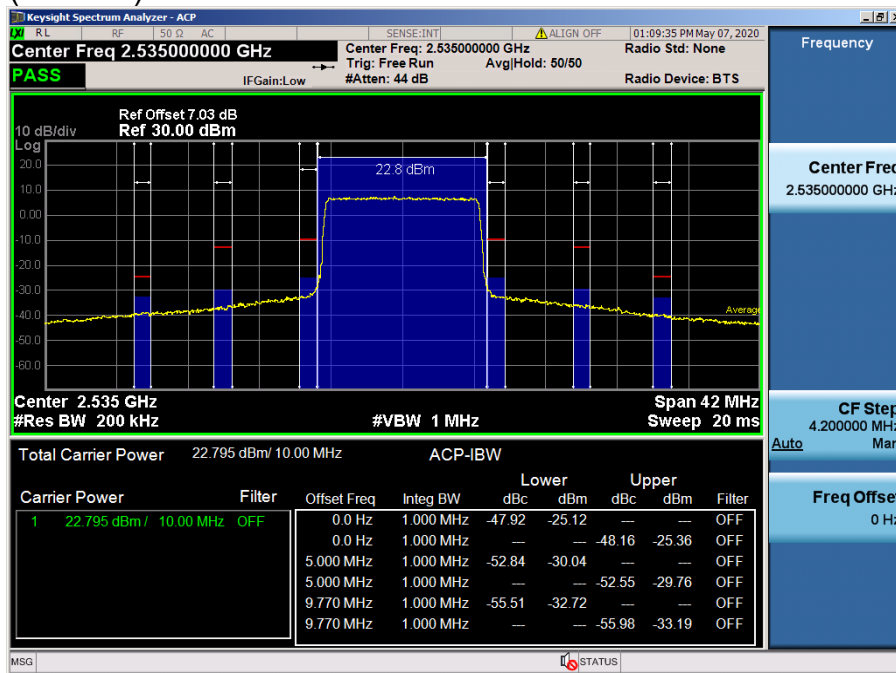 Keysight Spectrum Analyzer - ACP
LXI RL RF 50 Ω AC SENSE:INT ALIGN OFF 01:09:35 PM May 07, 2020
Center Freq 2.535000000 GHz
Center Freq: 2.535000000 GHz Radio Std: None
Trig: Free Run Avg|Hold: 50/50
PASS IFGain:Low #Atten: 44 dB Radio Device: BTS
Frequency
Ref Offset 7.03 dB
10 dB/div Ref 30.00 dBm
Log
22.8 dBm
20.0
10.0
0.00
-10.0
-20.0
-30.0
-40.0
-50.0
-60.0
Average
Center 2.535 GHz Span 42 MHz
#Res BW 200 kHz #VBW 1 MHz Sweep 20 ms
Center Freq
2.535000000 GHz
CF Step
4.200000 MHz
Auto Man
Freq Offset
0 Hz
Total Carrier Power 22.795 dBm/ 10.00 MHz ACP-IBW
Lower Upper
Carrier Power Filter Offset Freq Integ BW dBc dBm dBc dBm Filter
1 22.795 dBm / 10.00 MHz OFF
0.0 Hz 1.000 MHz -47.92 -25.12 --- --- OFF
0.0 Hz 1.000 MHz --- --- -48.16 -25.36 OFF
5.000 MHz 1.000 MHz -52.84 -30.04 --- --- OFF
5.000 MHz 1.000 MHz --- --- -52.55 -29.76 OFF
9.770 MHz 1.000 MHz -55.51 -32.72 --- --- OFF
9.770 MHz 1.000 MHz --- --- -55.98 -33.19 OFF
MSG STATUS